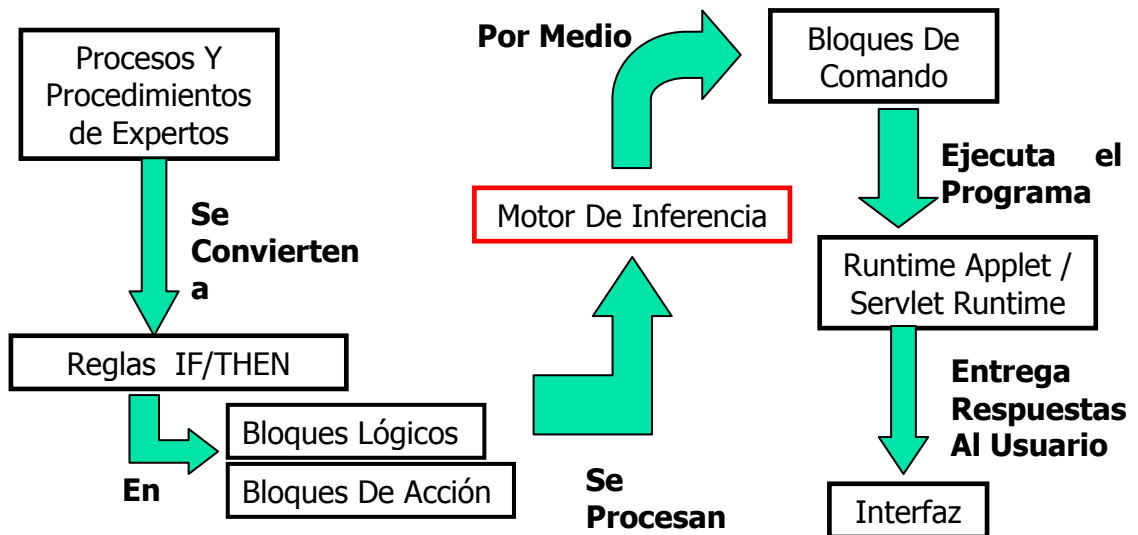 Procesos Y
Procedimientos
de Expertos
Se
Convierten
a
Reglas IF/THEN
En
Bloques Lógicos
Bloques De Acción
Se
Procesan
Motor De Inferencia
Por Medio
Bloques De
Comando
Ejecuta el
Programa
Runtime Applet /
Servlet Runtime
Entrega
Respuestas
Al Usuario
Interfaz